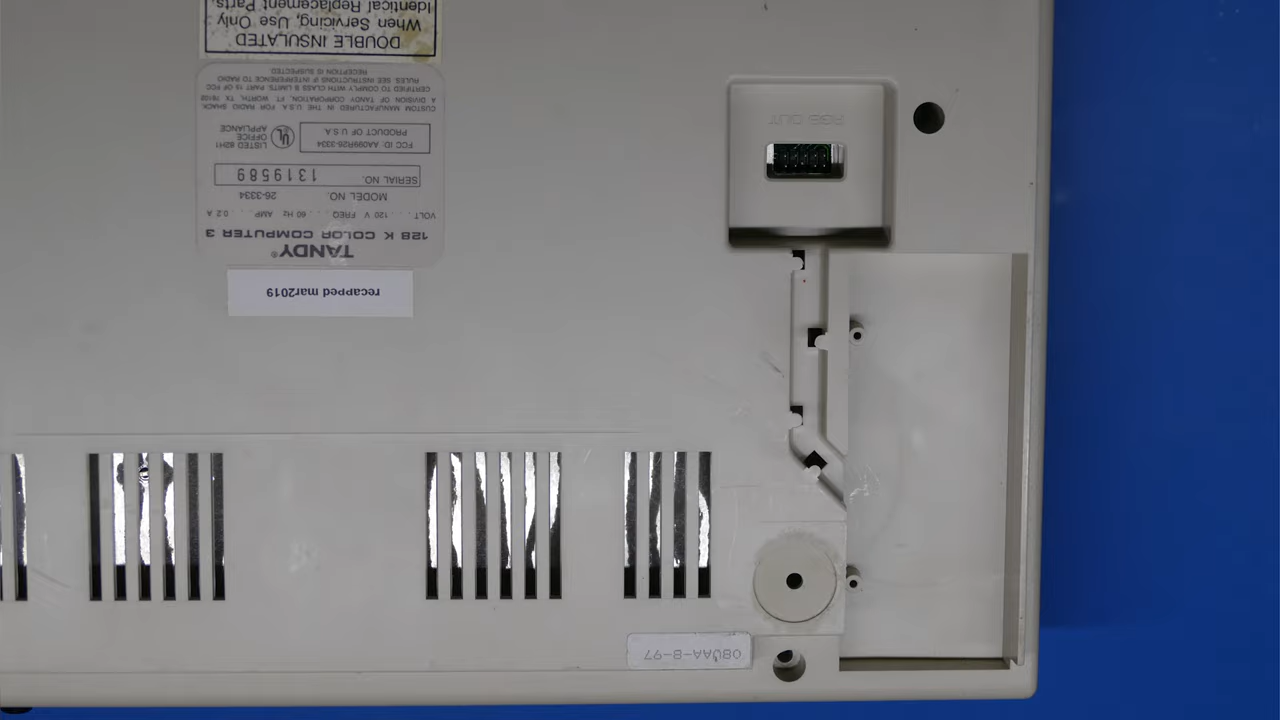 08UAA-8-97
recapped mar2019
TANDY®
128 K COLOR COMPUTER 3
VOLT. . . . 120 V FREQ. . . . 60 Hz AMP. . . . 0.2 A
MODEL NO. 26-3334
SERIAL NO. 1319589
FCC ID: AAO99R26-3334
PRODUCT OF U.S.A.
UL
LISTED 82H1
OFFICE
APPLIANCE
CUSTOM MANUFACTURED IN THE U.S.A. FOR RADIO SHACK,
A DIVISION OF TANDY CORPORATION, FT. WORTH, TX 76102
CERTIFIED TO COMPLY WITH CLASS B LIMITS, PART 15 OF FCC
RULES. SEE INSTRUCTIONS IF INTERFERENCE TO RADIO
RECEPTION IS SUSPECTED.
RGB OUT
DOUBLE INSULATED
When Servicing, Use Only
Identical Replacement Parts.